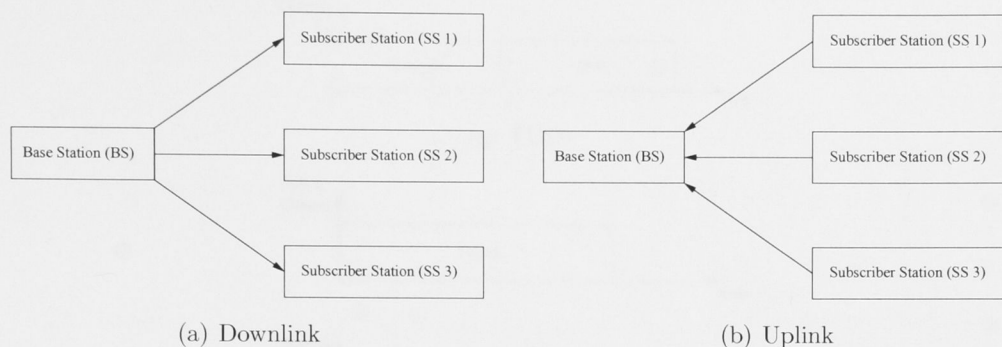 Subscriber Station (SS 1)
Base Station (BS)
Subscriber Station (SS 2)
Subscriber Station (SS 3)
(a) Downlink
Subscriber Station (SS 1)
Base Station (BS)
Subscriber Station (SS 2)
Subscriber Station (SS 3)
(b) Uplink